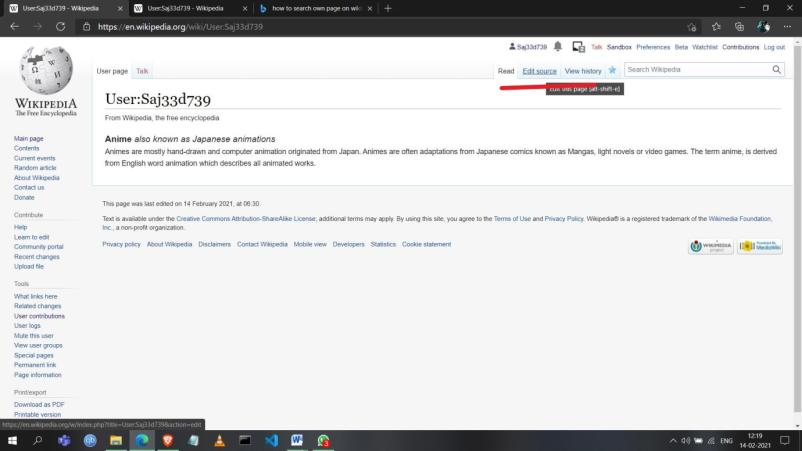 User:Saj33d739 - Wikipedia
User:Saj33d739 - Wikipedia
how to search own page on wiki
https://en.wikipedia.org/wiki/User:Saj33d739
Saj33d739 2 Talk Sandbox Preferences Beta Watchlist Contributions Log out
User page Talk
Read Edit source View history Search Wikipedia
Edit this page [alt-shift-e]
WIKIPEDIA
The Free Encyclopedia
User:Saj33d739
From Wikipedia, the free encyclopedia
Anime also known as Japanese animations
Animes are mostly hand-drawn and computer animation originated from Japan. Animes are often adaptations from Japanese comics known as Mangas, light novels or video games. The term anime, is derived
from English word animation which describes all animated works.
This page was last edited on 14 February 2021, at 06:30.
Text is available under the Creative Commons Attribution-ShareAlike License; additional terms may apply. By using this site, you agree to the Terms of Use and Privacy Policy. Wikipedia® is a registered trademark of the Wikimedia Foundation,
Inc., a non-profit organization.
Privacy policy About Wikipedia Disclaimers Contact Wikipedia Mobile view Developers Statistics Cookie statement
WIKIMEDIA project
Powered By MediaWiki
Main page
Contents
Current events
Random article
About Wikipedia
Contact us
Donate
Contribute
Help
Learn to edit
Community portal
Recent changes
Upload file
Tools
What links here
Related changes
User contributions
User logs
Mute this user
View user groups
Special pages
Permanent link
Page information
Print/export
Download as PDF
Printable version
https://en.wikipedia.org/w/index.php?title=User:Saj33d739&action=edit
3
ENG
12:19
14-02-2021